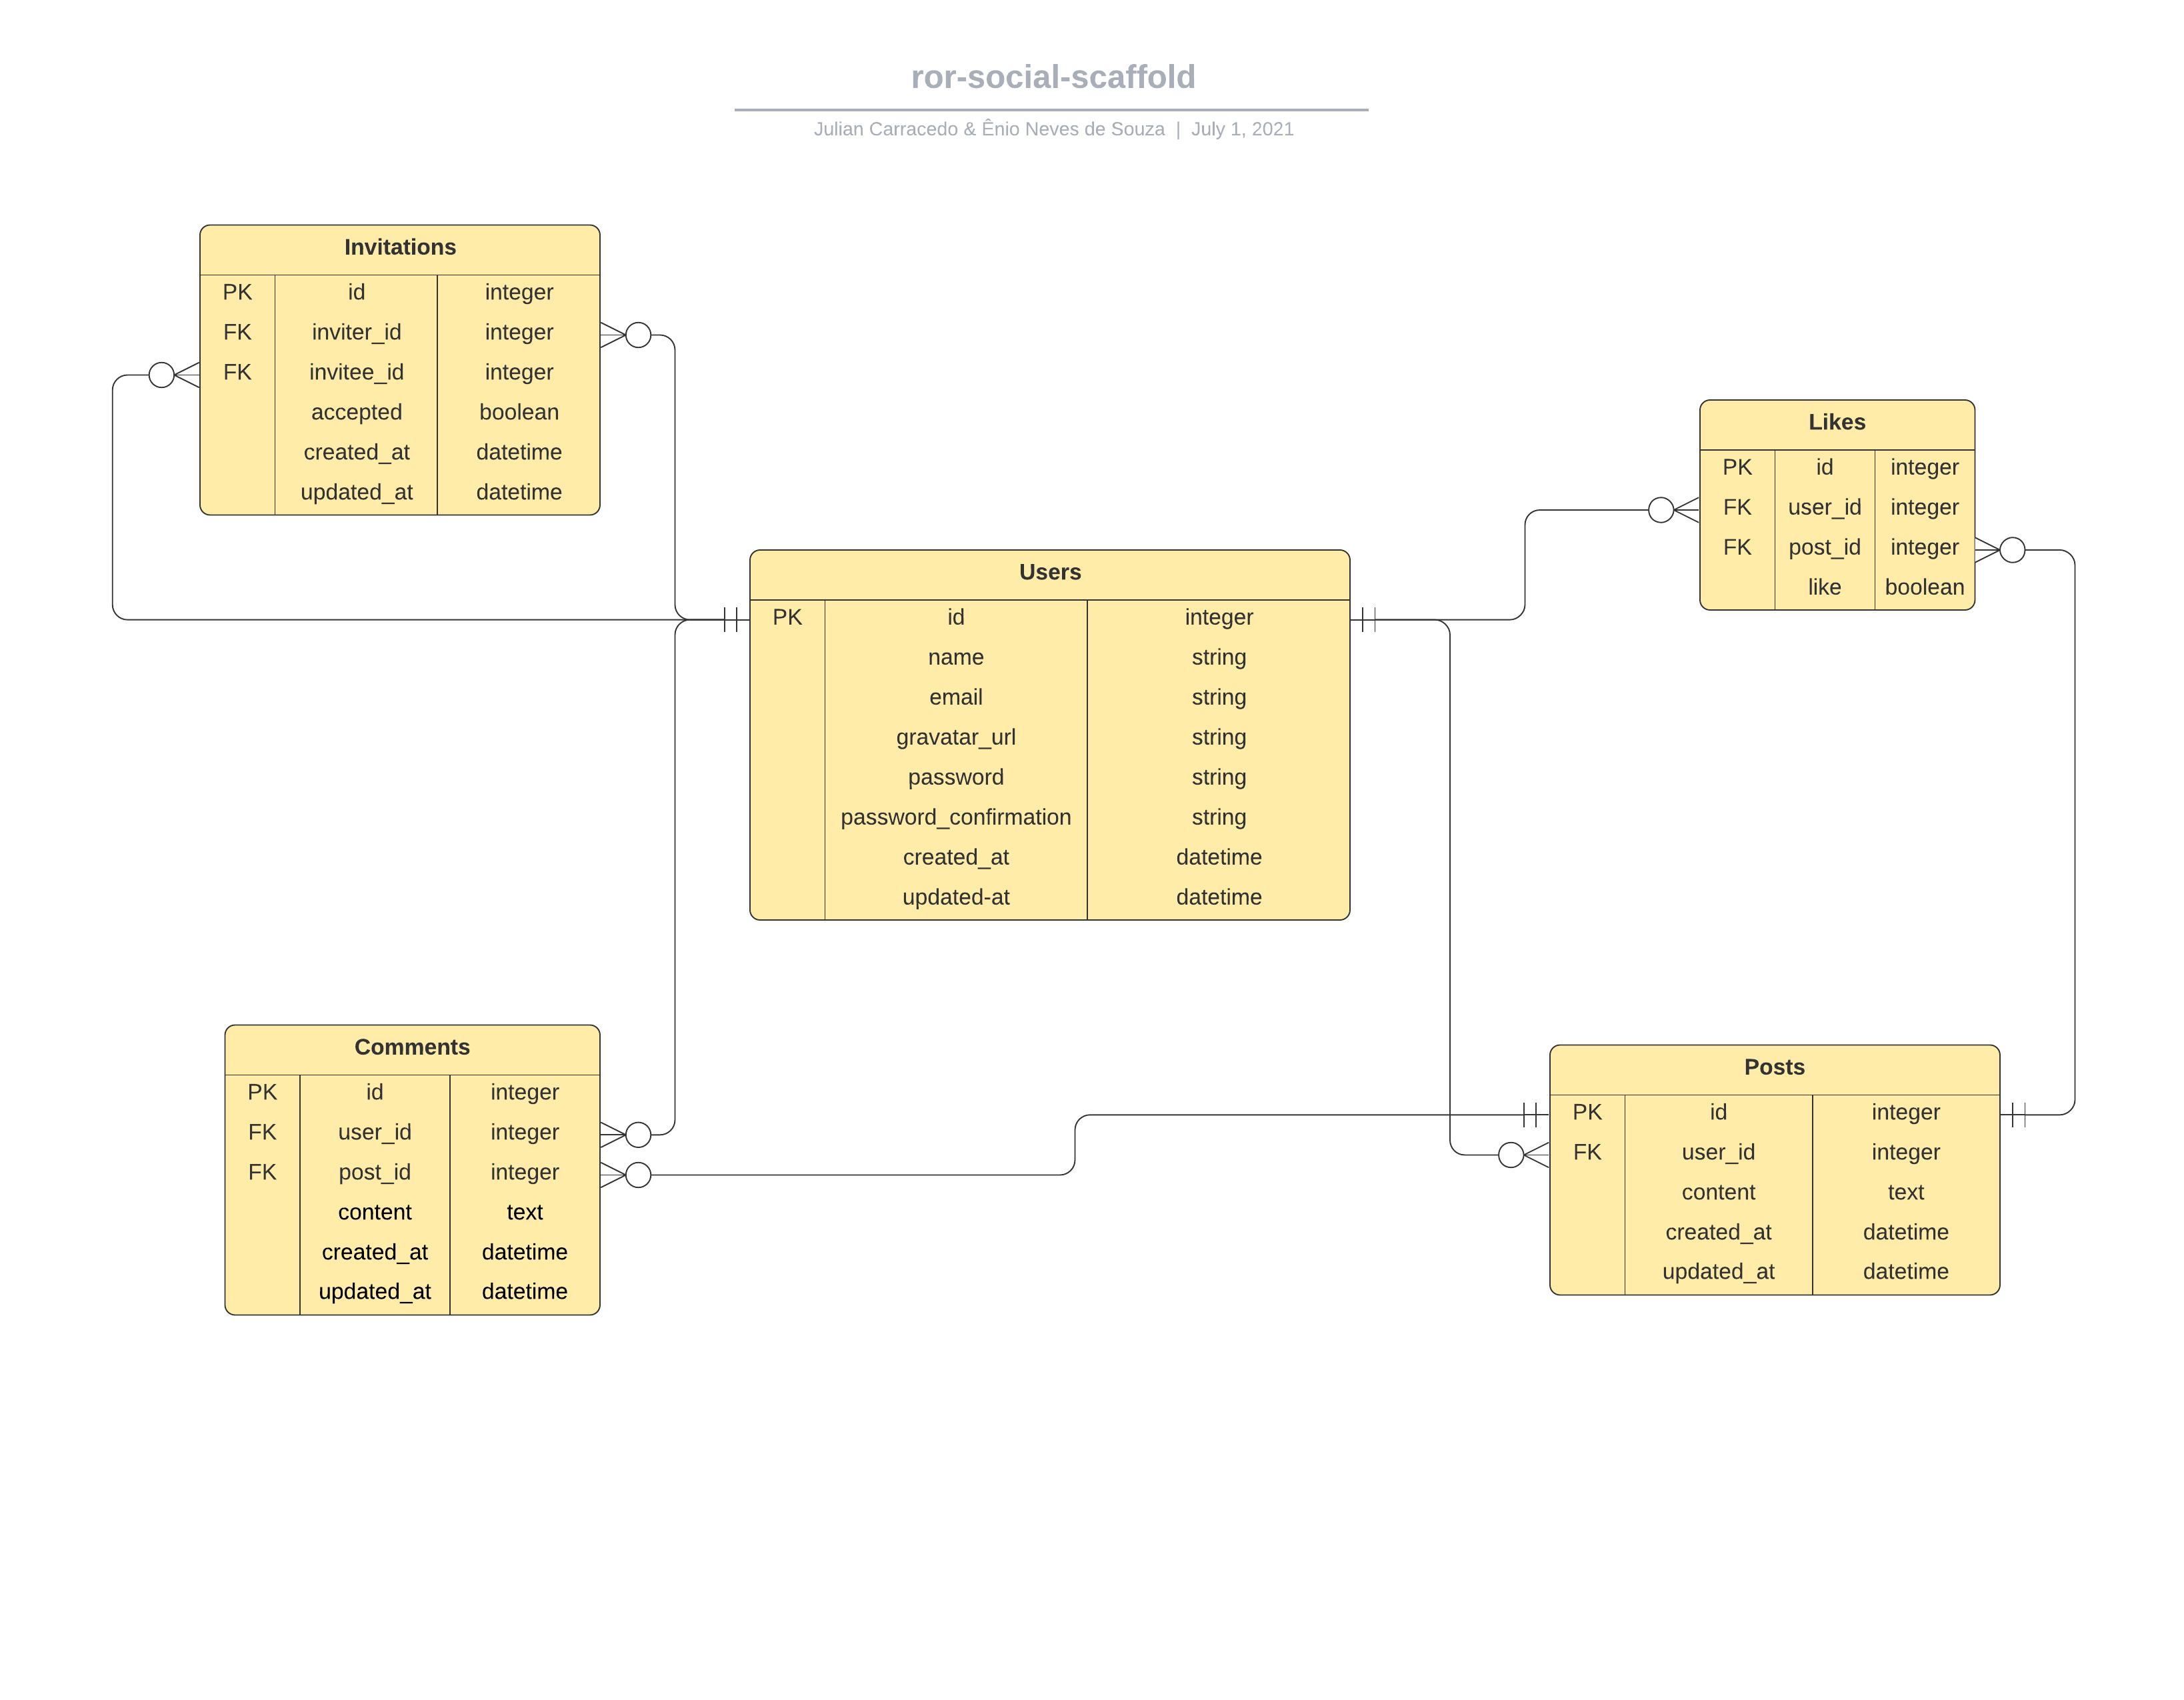 ror-social-scaffold
Julian Carracedo & Ênio Neves de Souza | July 1, 2021
Invitations
PK id integer
FK inviter_id integer
FK invitee_id integer
accepted boolean
created_at datetime
updated_at datetime
Likes
PK id integer
FK user_id integer
FK post_id integer
like boolean
Users
PK id integer
name string
email string
gravatar_url string
password string
password_confirmation string
created_at datetime
updated-at datetime
Comments
PK id integer
FK user_id integer
FK post_id integer
content text
created_at datetime
updated_at datetime
Posts
PK id integer
FK user_id integer
content text
created_at datetime
updated_at datetime